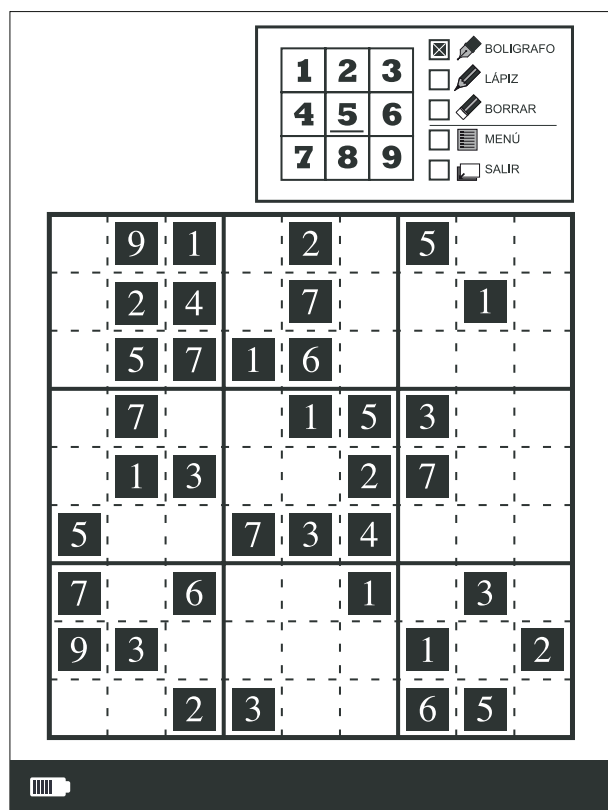 1 2 3
4 5 6
7 8 9
BOLIGRAFO
LÁPIZ
BORRAR
MENÚ
SALIR
9 1 2 5
2 4 7 1
5 7 1 6
7 1 5 3
1 3 2 7
5 7 3 4
7 6 1 3
9 3 1 2
2 3 6 5